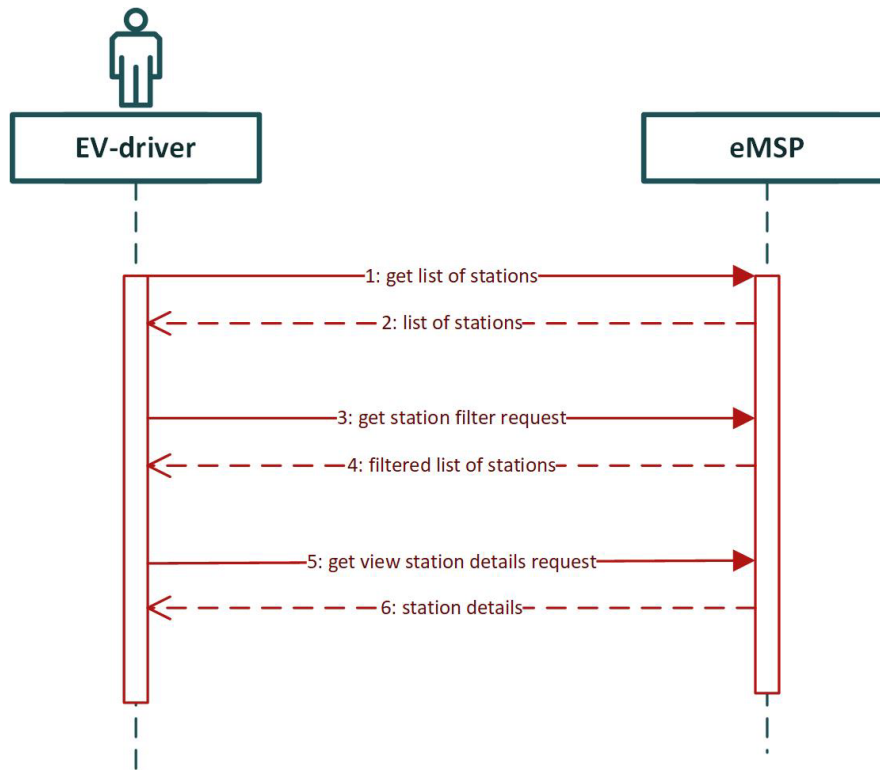 EV-driver
eMSP
1: get list of stations
2: list of stations
3: get station filter request
4: filtered list of stations
5: get view station details request
6: station details